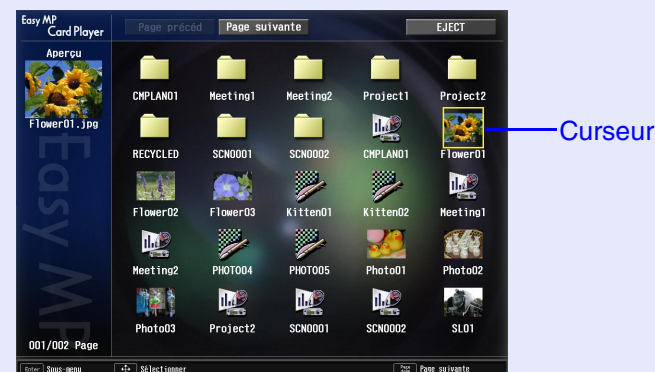 Easy MP
Card Player
Page précéd Page suivante EJECT
Aperçu
Flower01.jpg
CMPLAN01 Meeting1 Meeting2 Project1 Project2
RECYCLED SCN0001 SCN0002 CMPLAN01 Flower01
Curseur
Flower02 Flower03 Kitten01 Kitten02 Meeting1
Meeting2 PHOTO04 PHOTO05 Photo01 Photo02
Photo03 Project2 SCN0001 SCN0002 SL01
Easy MP
001/002 Page
Enter Sous-menu Sélectionner Page suivante